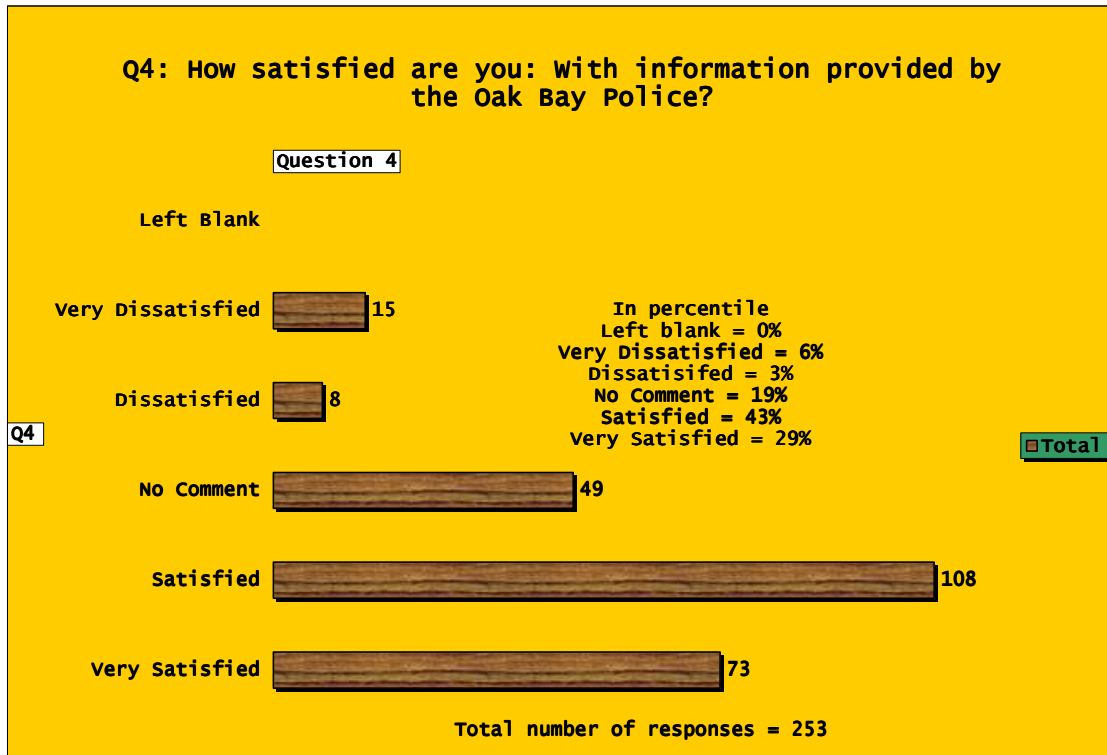 Q4: How satisfied are you: With information provided by
the Oak Bay Police?
Question 4
Left Blank
Very Dissatisfied 15
Dissatisfied 8
No Comment 49
Satisfied 108
Very Satisfied 73
In percentile
Left blank = 0%
Very Dissatisfied = 6%
Dissatisifed = 3%
No Comment = 19%
Satisfied = 43%
Very Satisfied = 29%
Q4
Total
Total number of responses = 253